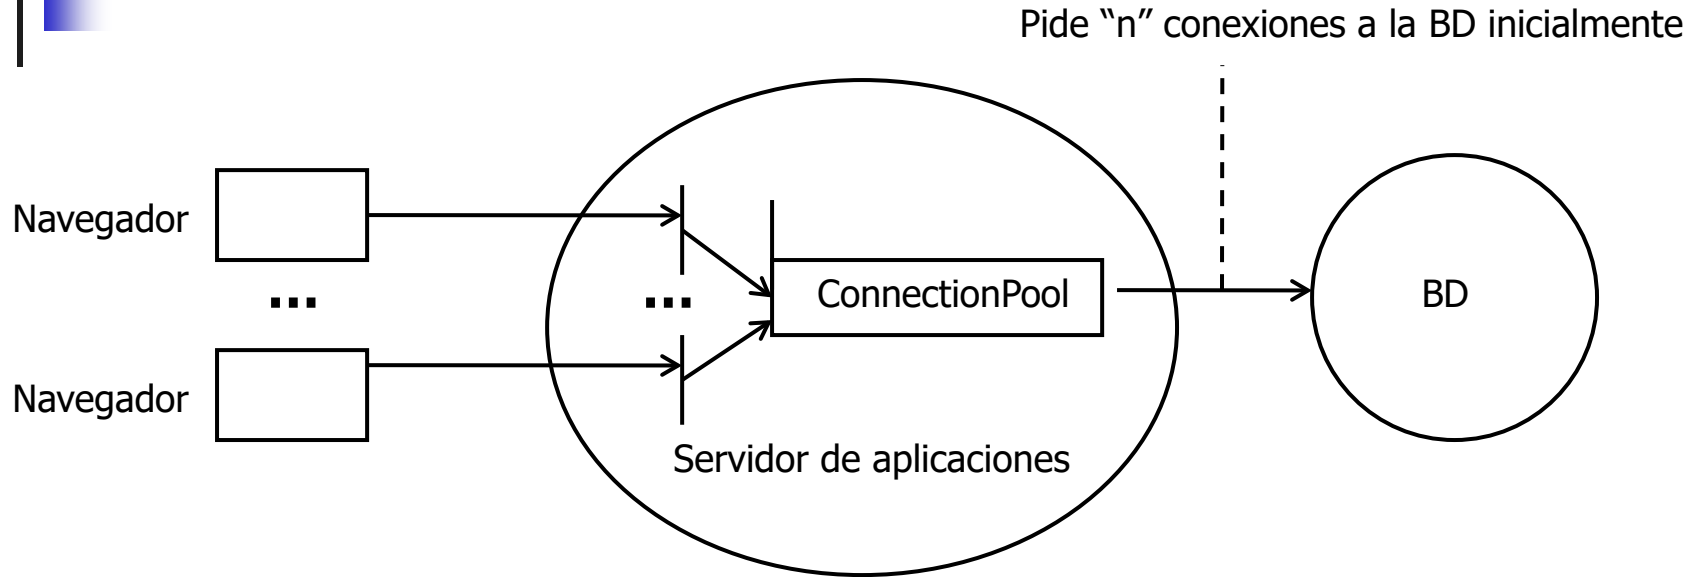 Pide “n” conexiones a la BD inicialmente
Navegador
...
...
ConnectionPool
BD
Navegador
Servidor de aplicaciones